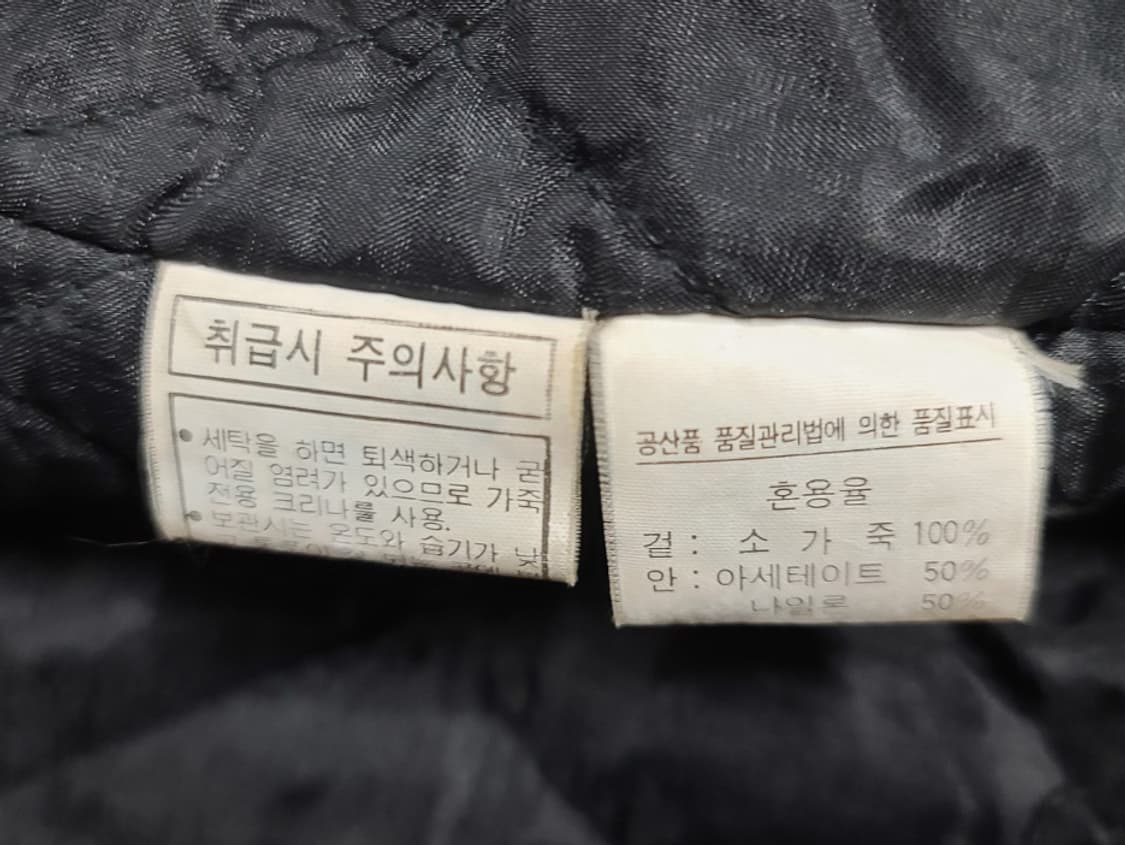 취급시 주의사항
• 세탁을 하면 퇴색하거나 굳
어질 염려가 있으므로 가죽
전용 크리나를 사용.
• 보관시는 온도와 습기가 낮
공산품 품질관리법에 의한 품질표시
혼용율
겉 : 소 가 죽 100%
안 : 아세테이트 50%
나일론 50%